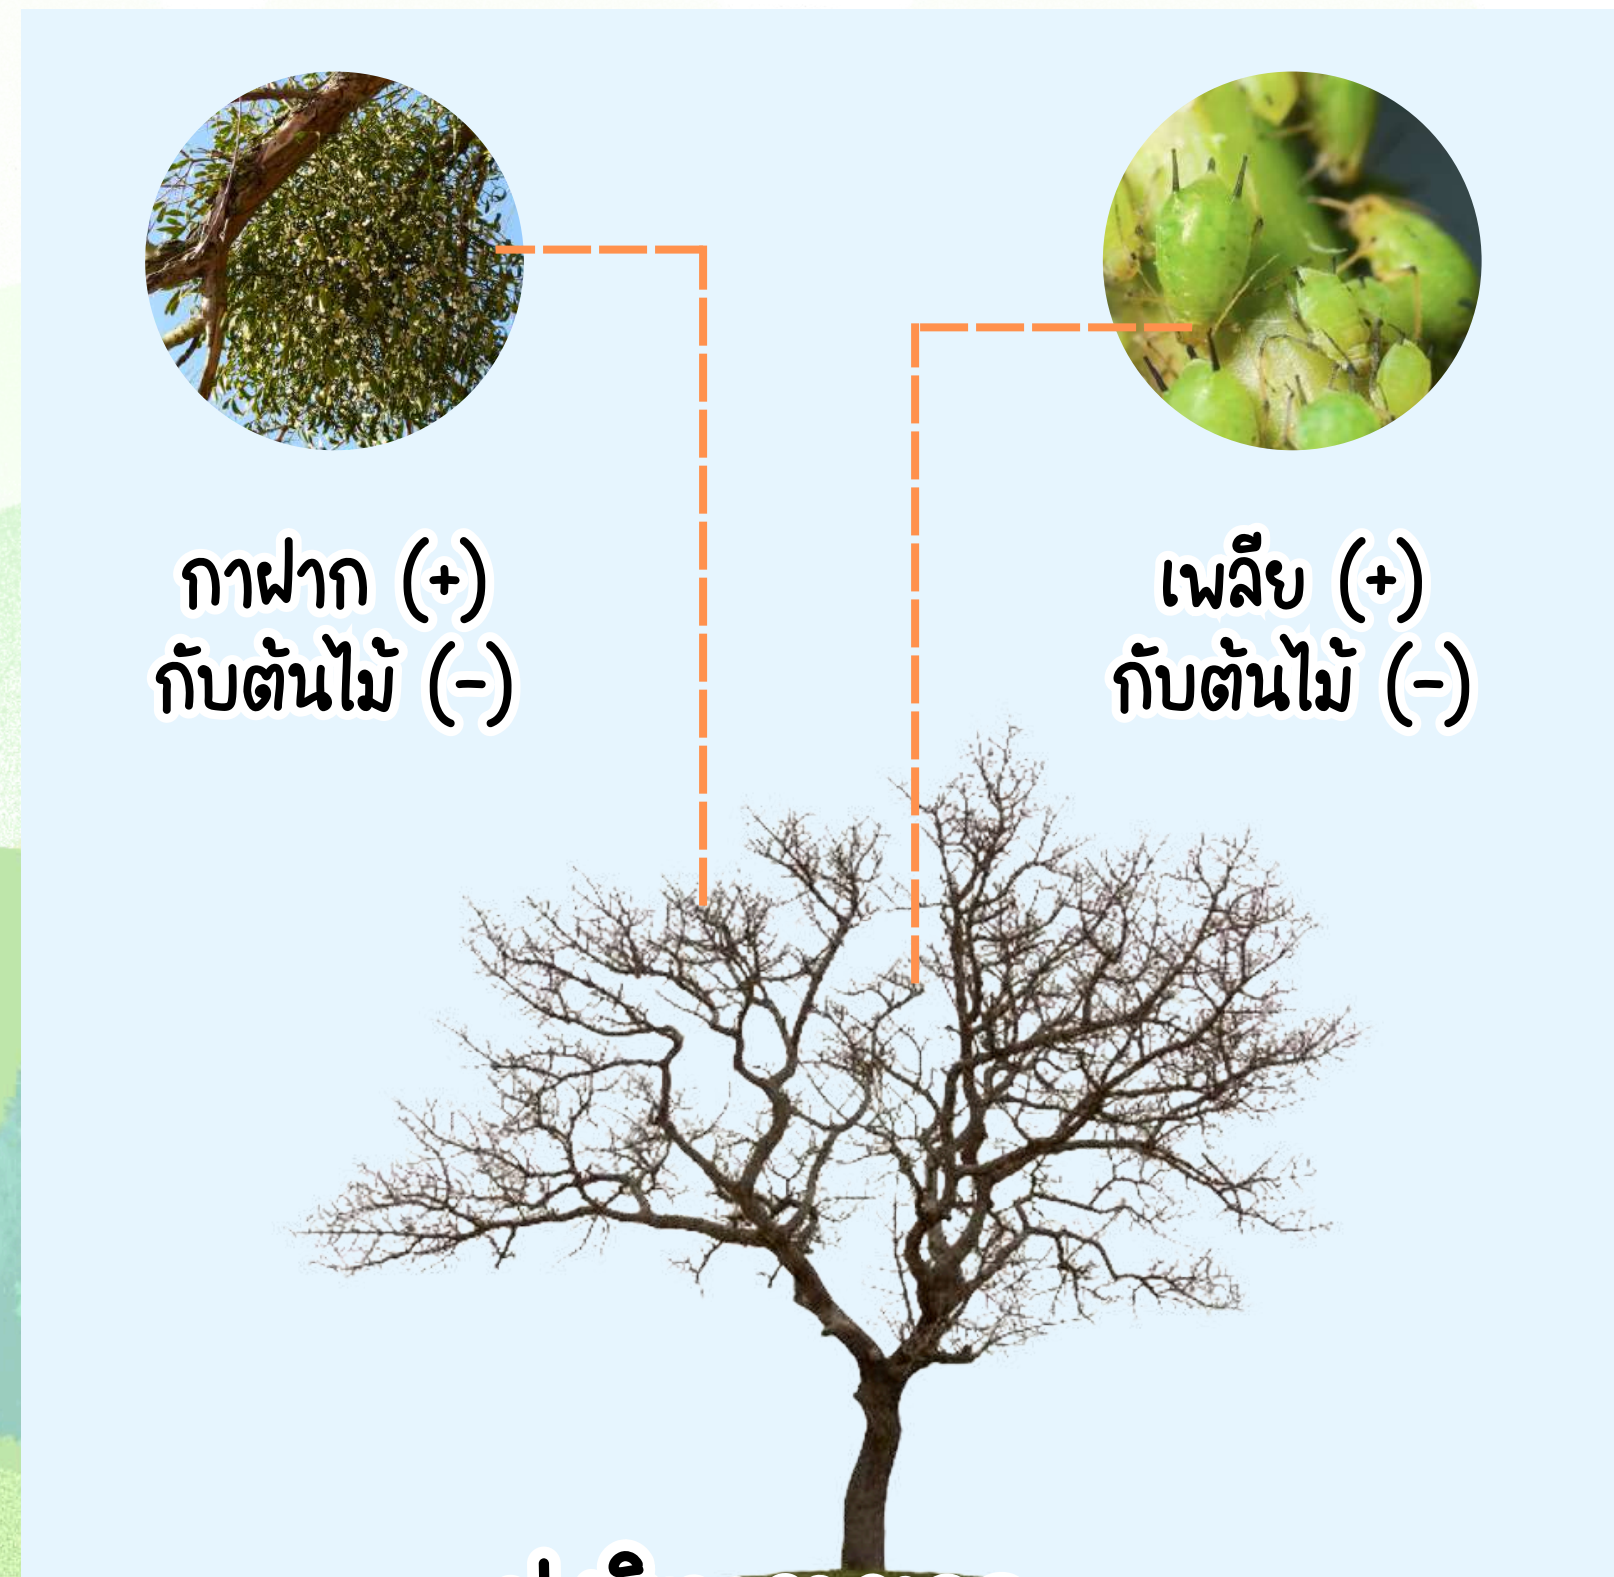 กาฝาก (+)
กับต้นไม้ (-)
เพลี้ย (+)
กับต้นไม้ (-)